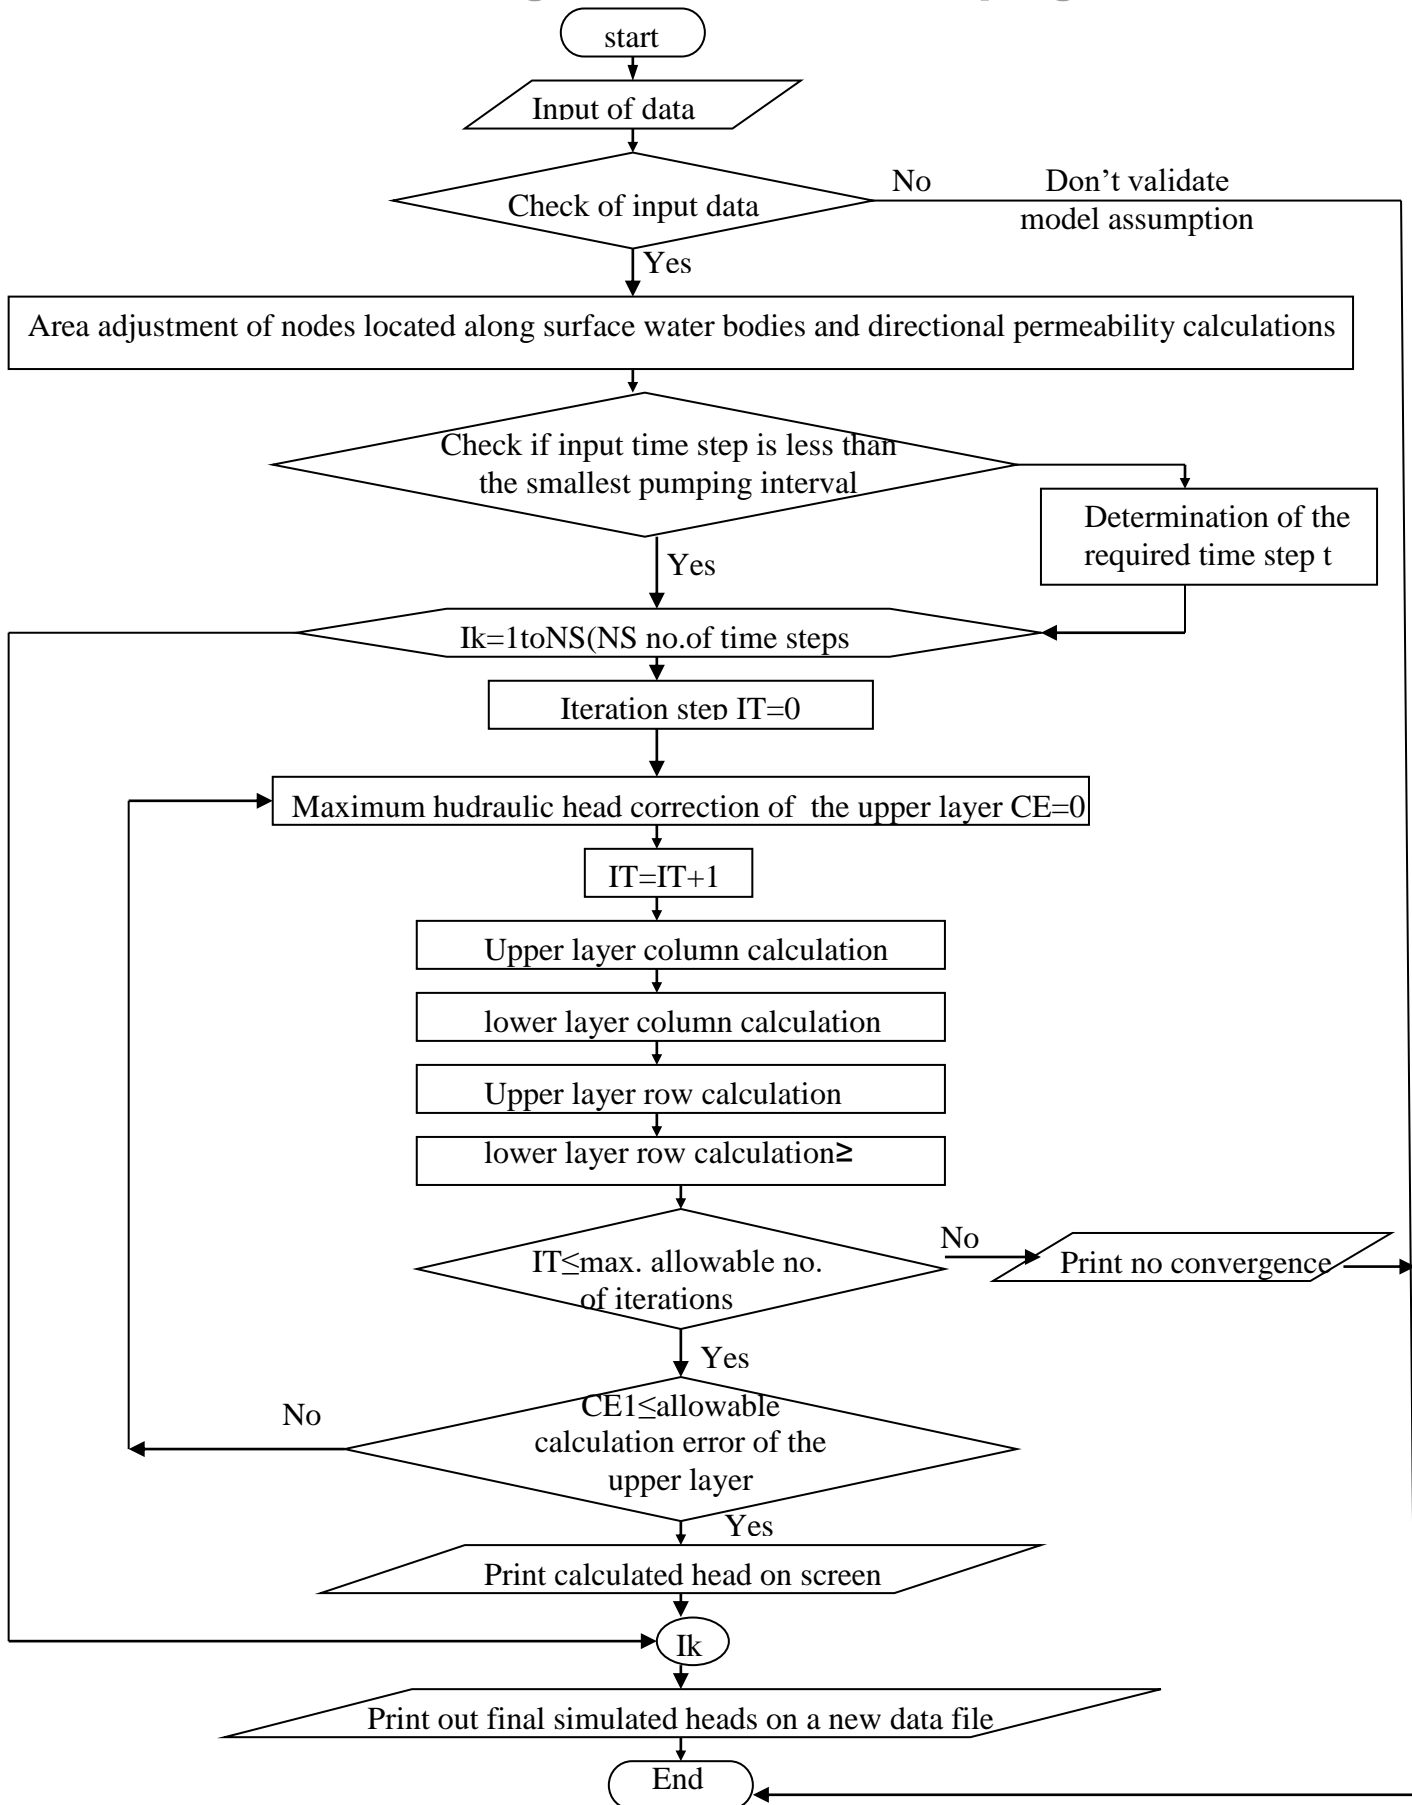 start
Input of data
No
Don’t validate
model assumption
Check of input data
Yes
Area adjustment of nodes located along surface water bodies and directional permeability calculations
Check if input time step is less than
the smallest pumping interval
Determination of the
required time step t
Yes
Ik=1toNS(NS no.of time steps
Iteration step IT=0
Maximum hudraulic head correction of the upper layer CE=0
IT=IT+1
Upper layer column calculation
lower layer column calculation
Upper layer row calculation
lower layer row calculation≥
No
IT≤max. allowable no.
of iterations
Print no convergence
Yes
No
CE1≤allowable
calculation error of the
upper layer
Yes
Print calculated head on screen
Ik
Print out final simulated heads on a new data file
End